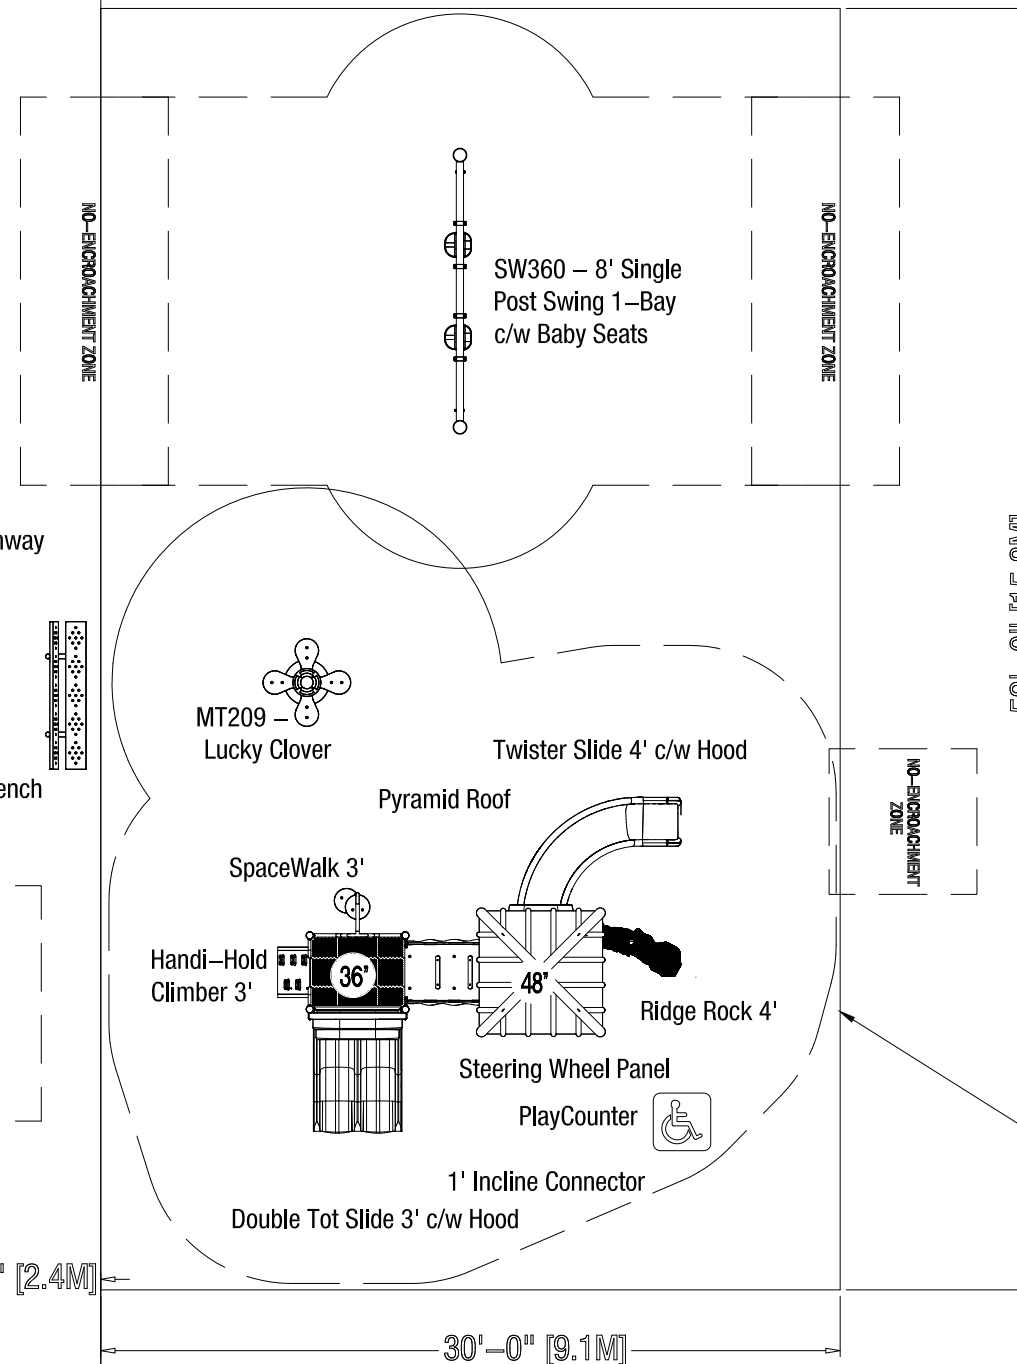 NO-ENCROACHMENT ZONE
NO-ENCROACHMENT ZONE
SW360 – 8' Single
Post Swing 1–Bay
c/w Baby Seats
MT209 –
Lucky Clover
Twister Slide 4' c/w Hood
NO-ENCROACHMENT
ZONE
Pyramid Roof
SpaceWalk 3'
Handi–Hold
Climber 3'
36"
48"
Ridge Rock 4'
Steering Wheel Panel
PlayCounter
1' Incline Connector
Double Tot Slide 3' c/w Hood
" [2.4M]
30'–0" [9.1M]